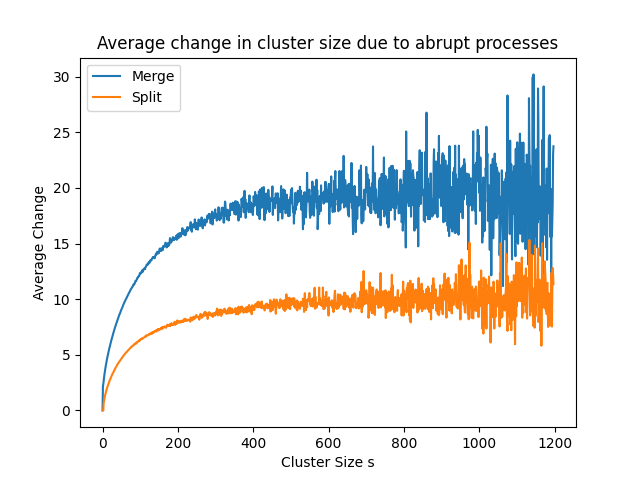 Average change in cluster size due to abrupt processes
Merge
Split
30
25
20
15
10
5
0
Average Change
0 200 400 600 800 1000 1200
Cluster Size s